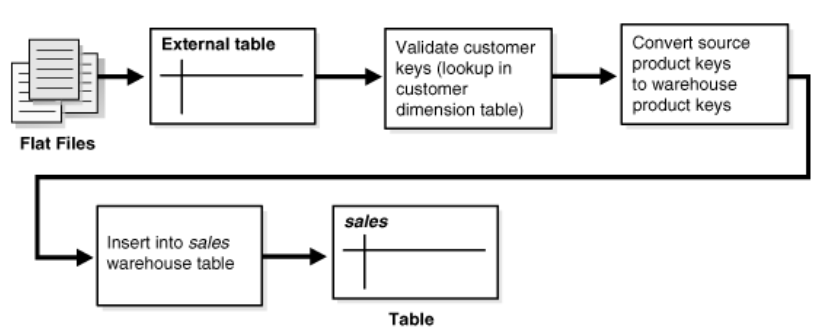 External table
Validate customer
keys (lookup in
customer
dimension table)
Convert source
product keys
to warehouse
product keys
Flat Files
Insert into sales
warehouse table
sales
Table